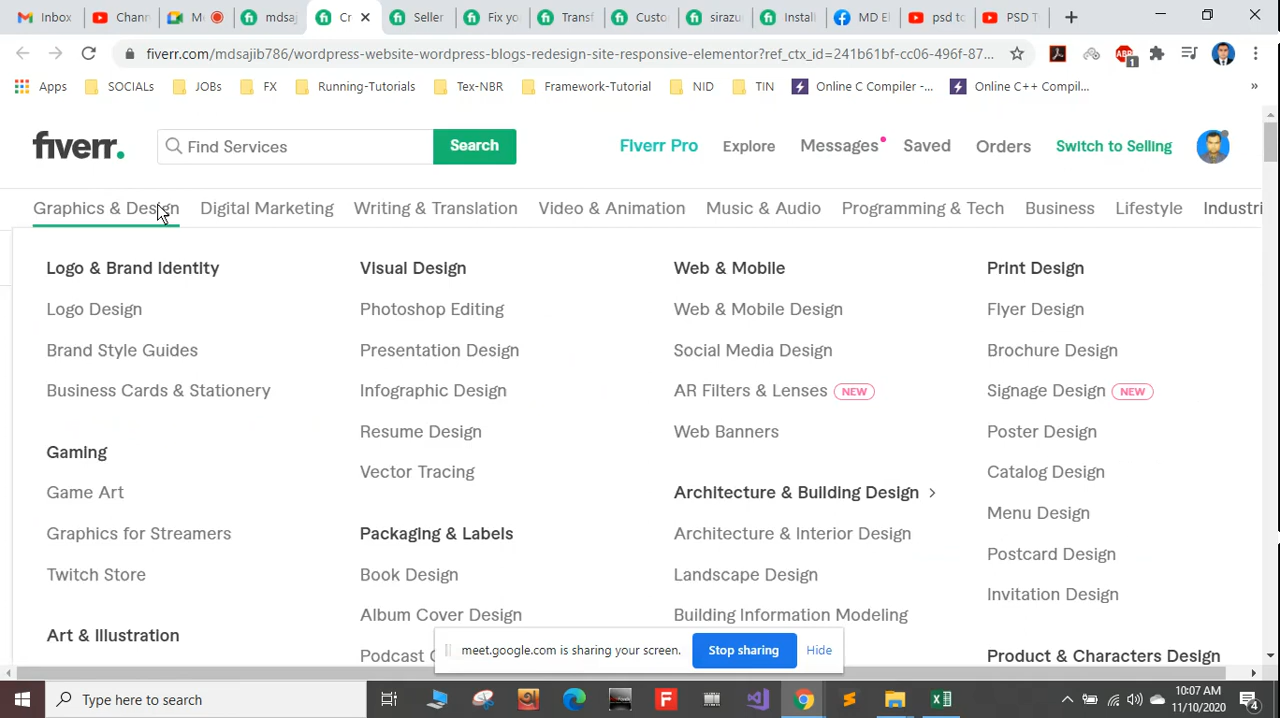 Inbox
Chann
M
mdsaj
Cr
Seller
Fix yo
Transf
Custo
sirazu
Install
MD El
psd to
PSD T
fiverr.com/mdsajib786/wordpress-website-wordpress-blogs-redesign-site-responsive-elementor?ref_ctx_id=241b61bf-cc06-496f-87...
ABP
1
Apps
SOCIALs
JOBs
FX
Running-Tutorials
Tex-NBR
Framework-Tutorial
NID
TIN
Online C Compiler -...
Online C++ Compil...
»
fiverr.
Find Services
Search
Fiverr Pro
Explore
Messages
Saved
Orders
Switch to Selling
Graphics & Design
Digital Marketing
Writing & Translation
Video & Animation
Music & Audio
Programming & Tech
Business
Lifestyle
Industri
Logo & Brand Identity
Logo Design
Brand Style Guides
Business Cards & Stationery
Gaming
Game Art
Graphics for Streamers
Twitch Store
Art & Illustration
Visual Design
Photoshop Editing
Presentation Design
Infographic Design
Resume Design
Vector Tracing
Packaging & Labels
Book Design
Album Cover Design
Podcast C
Web & Mobile
Web & Mobile Design
Social Media Design
AR Filters & Lenses NEW
Web Banners
Architecture & Building Design >
Architecture & Interior Design
Landscape Design
Building Information Modeling
Print Design
Flyer Design
Brochure Design
Signage Design NEW
Poster Design
Catalog Design
Menu Design
Postcard Design
Invitation Design
Product & Characters Design
meet.google.com is sharing your screen.
Stop sharing
Hide
Type here to search
10:07 AM
11/10/2020
4